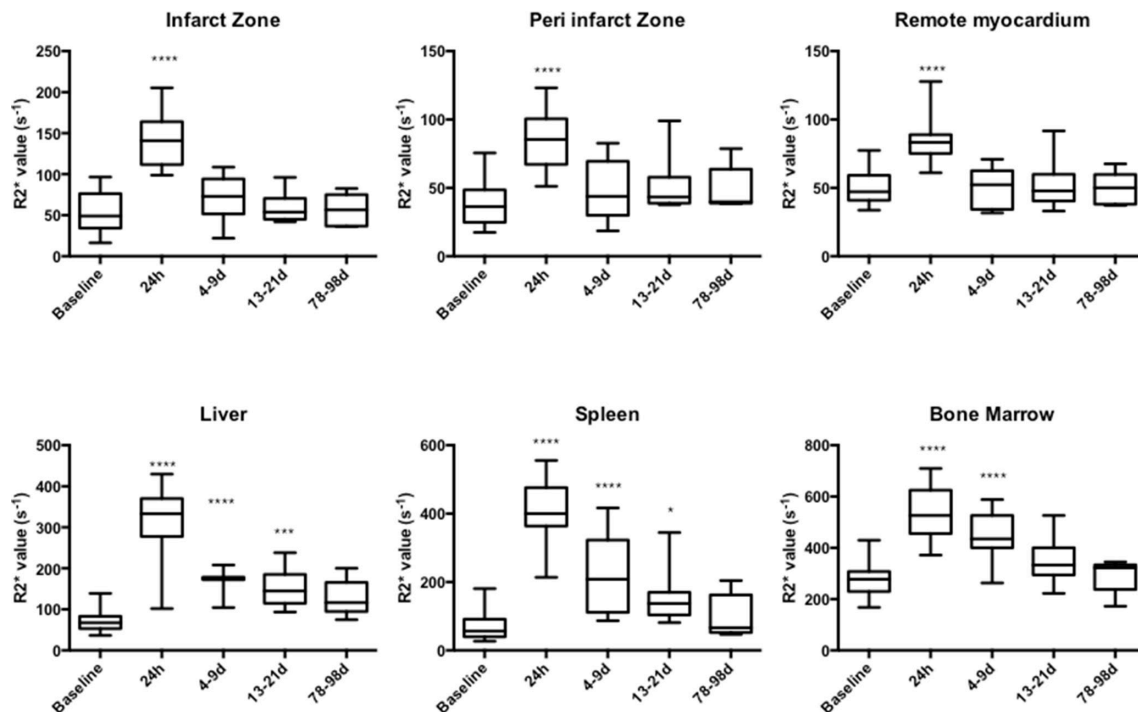 Infarct Zone
R2* value (s-1)
250
200
150
100
50
0
****
Baseline
24h
4-9d
13-21d
78-98d
Peri infarct Zone
R2* value (s-1)
150
100
50
0
****
Baseline
24h
4-9d
13-21d
78-98d
Remote myocardium
R2* value (s-1)
150
100
50
0
****
Baseline
24h
4-9d
13-21d
78-98d
Liver
R2* value (s-1)
500
400
300
200
100
0
****
****
***
Baseline
24h
4-9d
13-21d
78-98d
Spleen
R2* value (s-1)
600
400
200
0
****
****
*
Baseline
24h
4-9d
13-21d
78-98d
Bone Marrow
R2* value (s-1)
800
600
400
200
0
****
****
Baseline
24h
4-9d
13-21d
78-98d